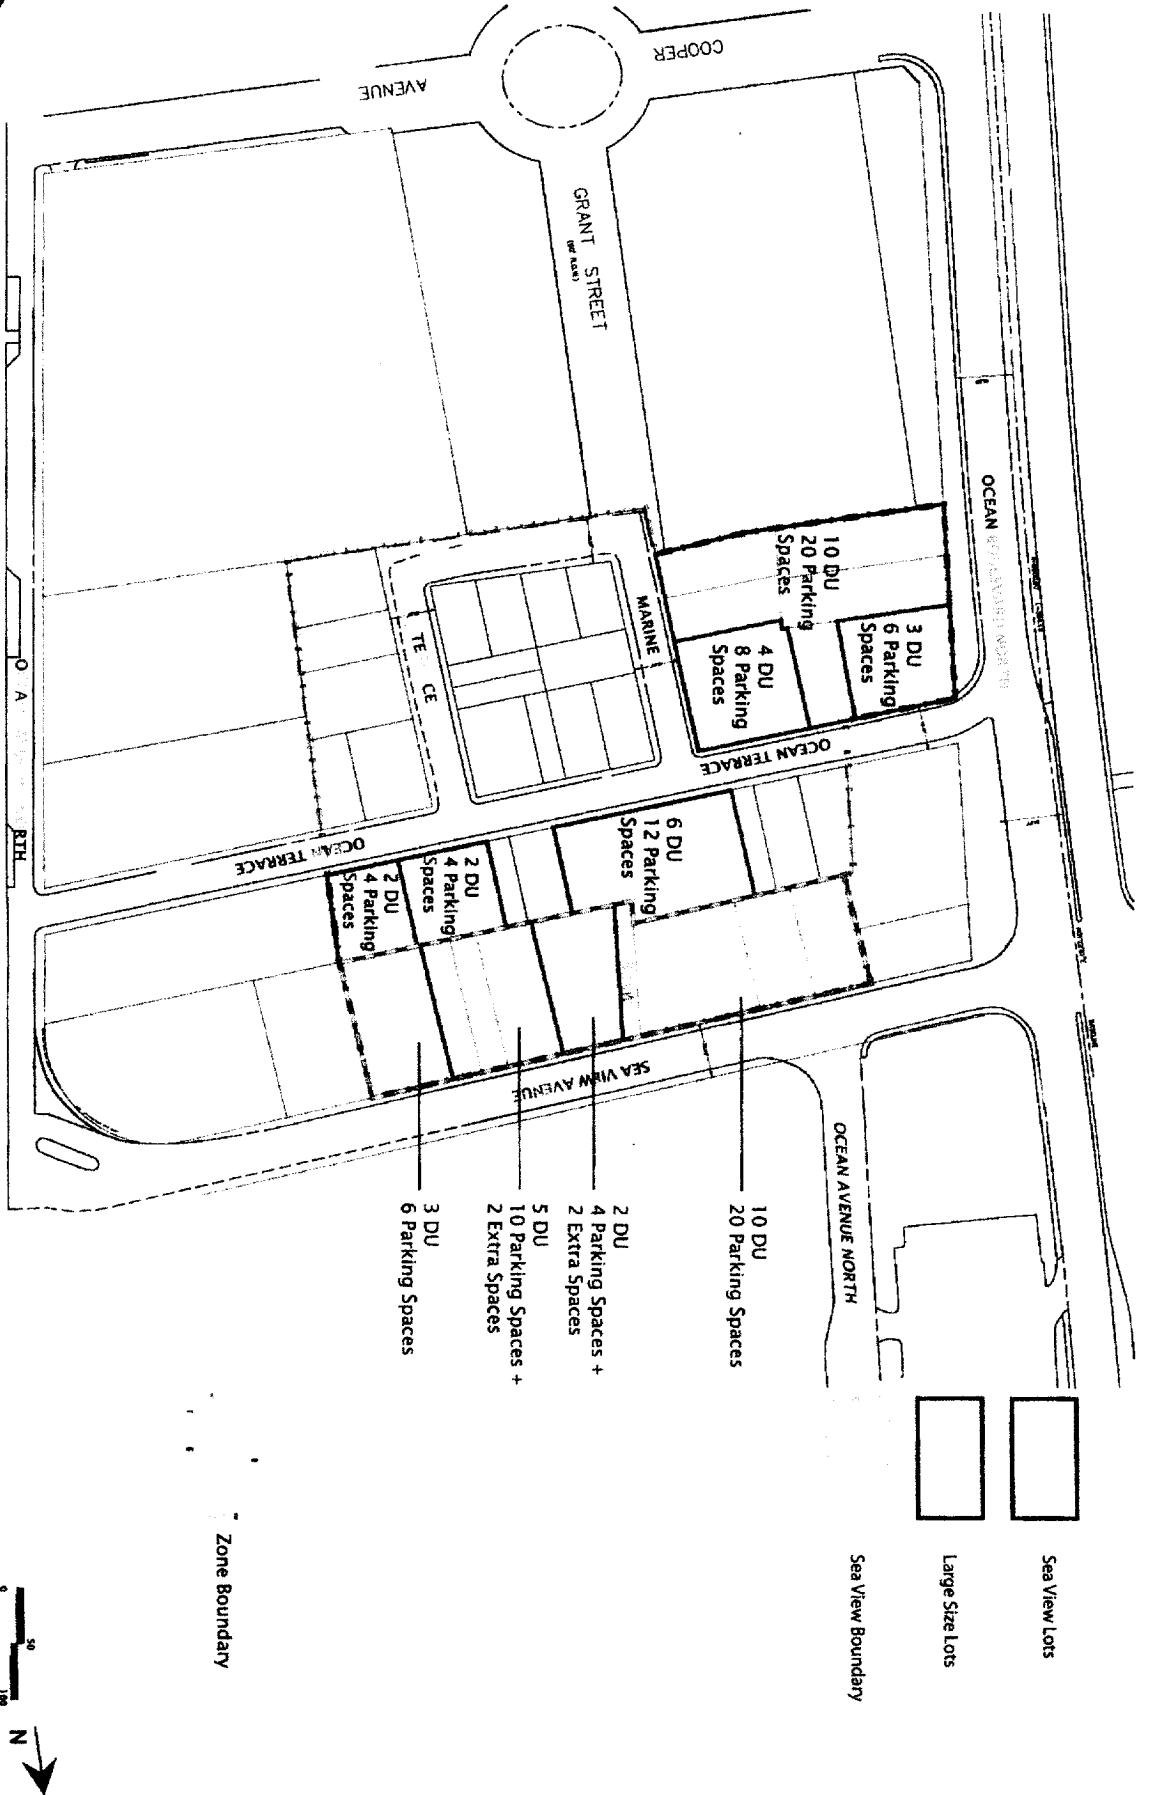 COOPER
AVENUE
GRANT STREET
OCEAN
MARINE
TE CE
10 DU
20 Parking
Spaces
3 DU
6 Parking
Spaces
4 DU
8 Parking
Spaces
OCEAN TERRACE
6 DU
12 Parking
Spaces
OCEAN TERRACE
2 DU
4 Parking
Spaces
2 DU
4 Parking
Spaces
O A
RTH
SEA VIEW AVENUE
OCEAN AVENUE NORTH
10 DU
20 Parking Spaces
2 DU
4 Parking Spaces +
2 Extra Spaces
5 DU
10 Parking Spaces +
2 Extra Spaces
3 DU
6 Parking Spaces
Sea View Lots
Large Size Lots
Sea View Boundary
Zone Boundary
0 50 100
N